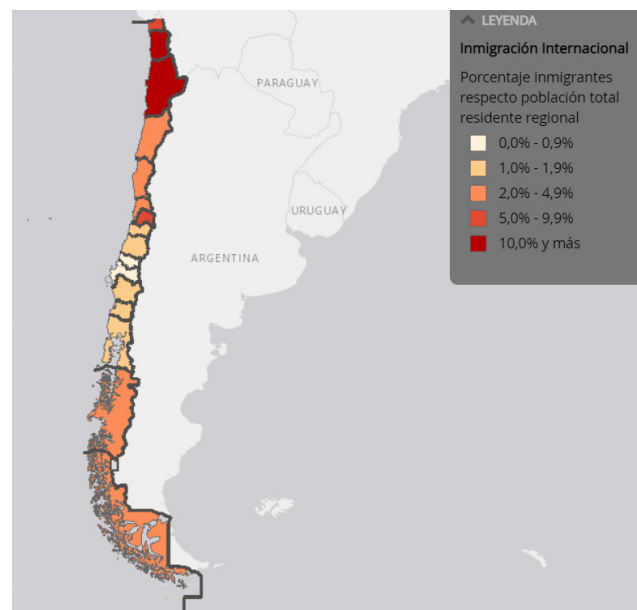 LEYENDA
Inmigración Internacional
Porcentaje inmigrantes
respecto población total
residente regional
0,0% - 0,9%
1,0% - 1,9%
2,0% - 4,9%
5,0% - 9,9%
10,0% y más
PARAGUAY
URUGUAY
ARGENTINA